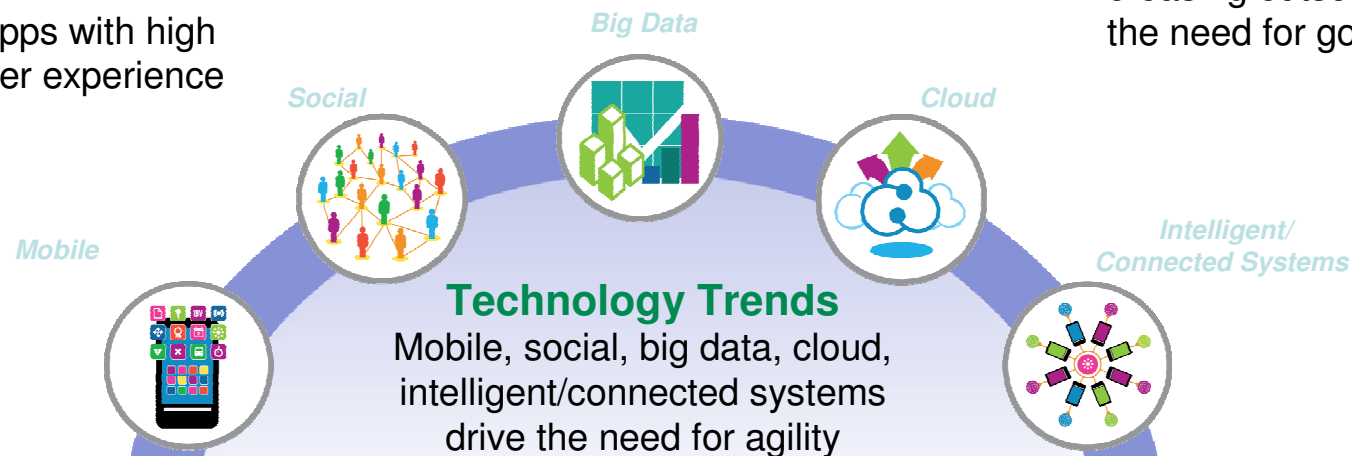 the need for
pps with high
er experience
Big Data
Social
Cloud
Mobile
Intelligent/
Connected Systems
Technology Trends
Mobile, social, big data, cloud,
intelligent/connected systems
drive the need for agility